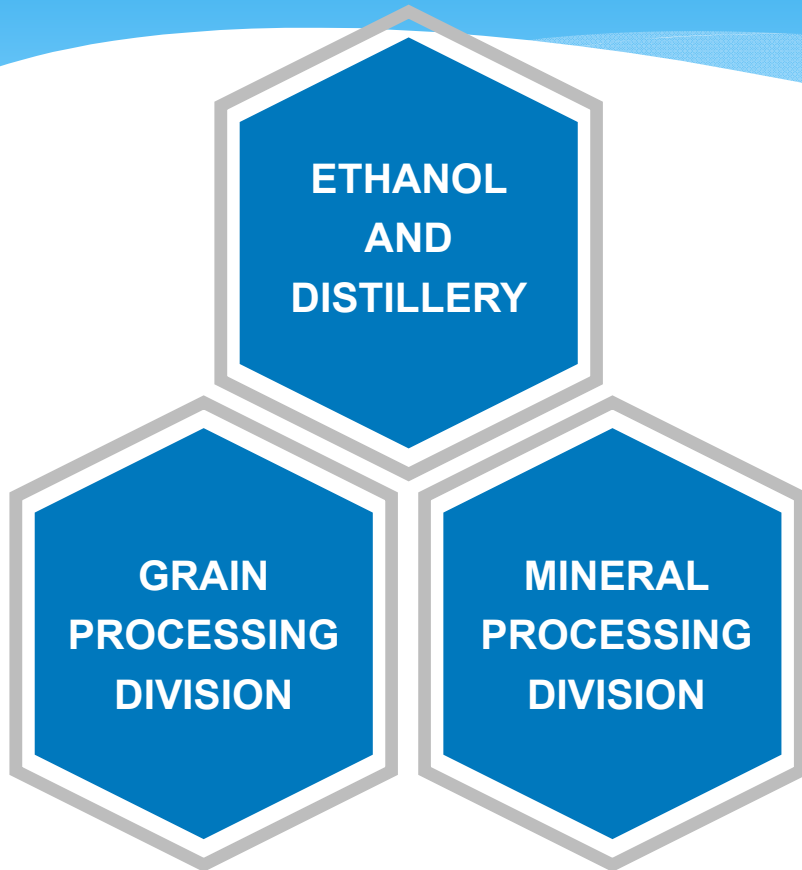 ETHANOL
AND
DISTILLERY
GRAIN
PROCESSING
DIVISION
MINERAL
PROCESSING
DIVISION